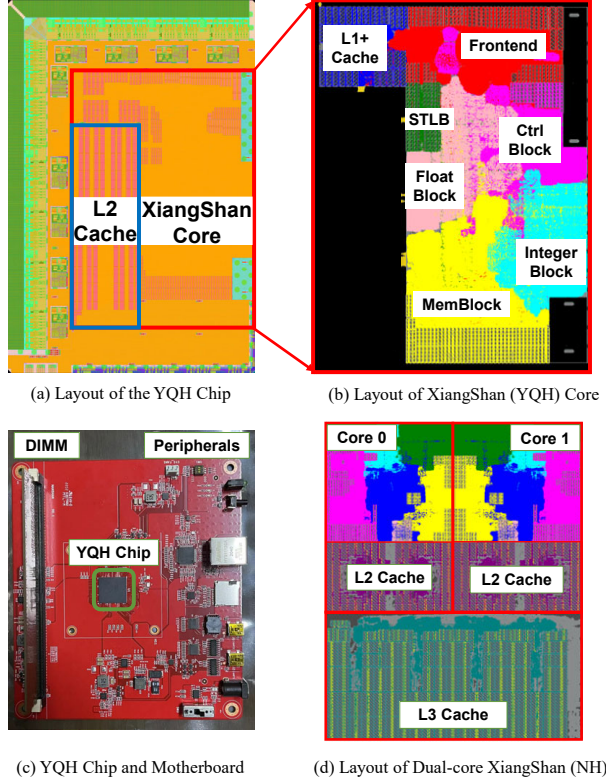 L2
Cache
XiangShan
Core
(a) Layout of the YQH Chip
L1+
Cache
Frontend
STLB
Ctrl
Block
Float
Block
Integer
Block
MemBlock
(b) Layout of XiangShan (YQH) Core
DIMM
Peripherals
YQH Chip
(c) YQH Chip and Motherboard
Core 0
Core 1
L2 Cache
L2 Cache
L3 Cache
(d) Layout of Dual-core XiangShan (NH)